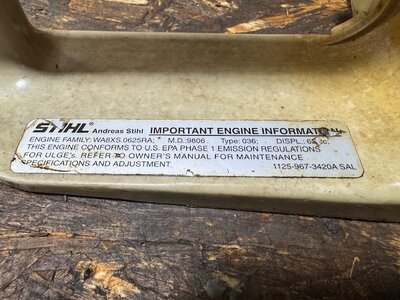 STIHL Andreas Stihl IMPORTANT ENGINE INFORMATION
ENGINE FAMILY: WA8XS.0625RA; M.D.:9806 Type: 036; DISPL.:
THIS ENGINE CONFORMS TO U.S. EPA PHASE 1 EMISSION REGULATIONS
FOR ULGE's. REFER TO OWNER'S MANUAL FOR MAINTENANCE
SPECIFICATIONS AND ADJUSTMENT. 1125-967-3420A SAL